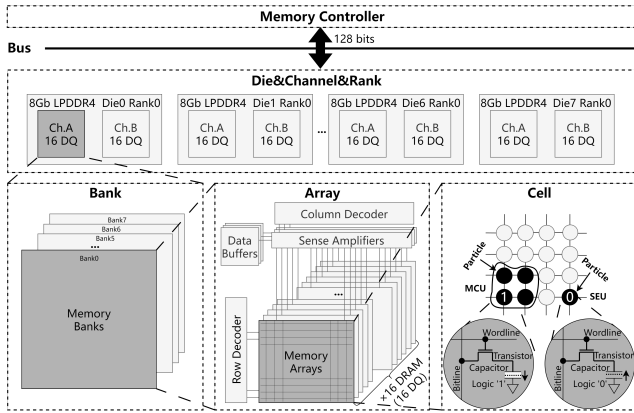 Memory Controller
128 bits
Bus
Die&Channel&Rank
8Gb LPDDR4 Die0 Rank0
Ch.A
16 DQ
Ch.B
16 DQ
8Gb LPDDR4 Die1 Rank0
Ch.A
16 DQ
Ch.B
16 DQ
...
8Gb LPDDR4 Die6 Rank0
Ch.A
16 DQ
Ch.B
16 DQ
8Gb LPDDR4 Die7 Rank0
Ch.A
16 DQ
Ch.B
16 DQ
Bank
Bank7
Bank6
Bank5
...
Bank0
Memory
Banks
Array
Column Decoder
Data
Buffers
Sense Amplifiers
...
Row Decoder
Memory
Arrays
×16 DRAM
(16 DQ)
Cell
Particle
Particle
MCU
1
0
SEU
Wordline
Transistor
Capacitor
Bitline
Logic '1'
Wordline
Transistor
Capacitor
Bitline
Logic '0'